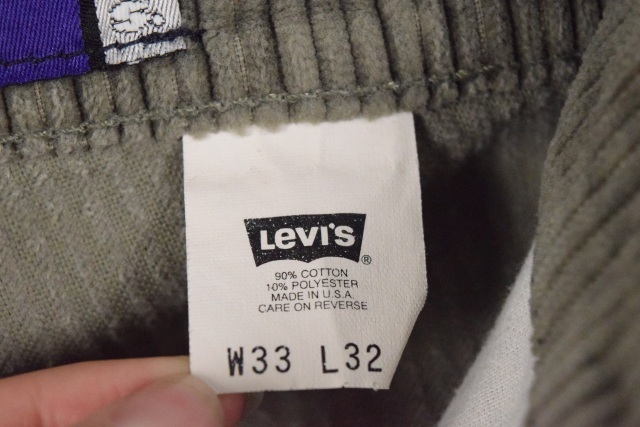 Levi's ®
90% COTTON
10% POLYESTER
MADE IN U.S.A.
CARE ON REVERSE
W33 L32